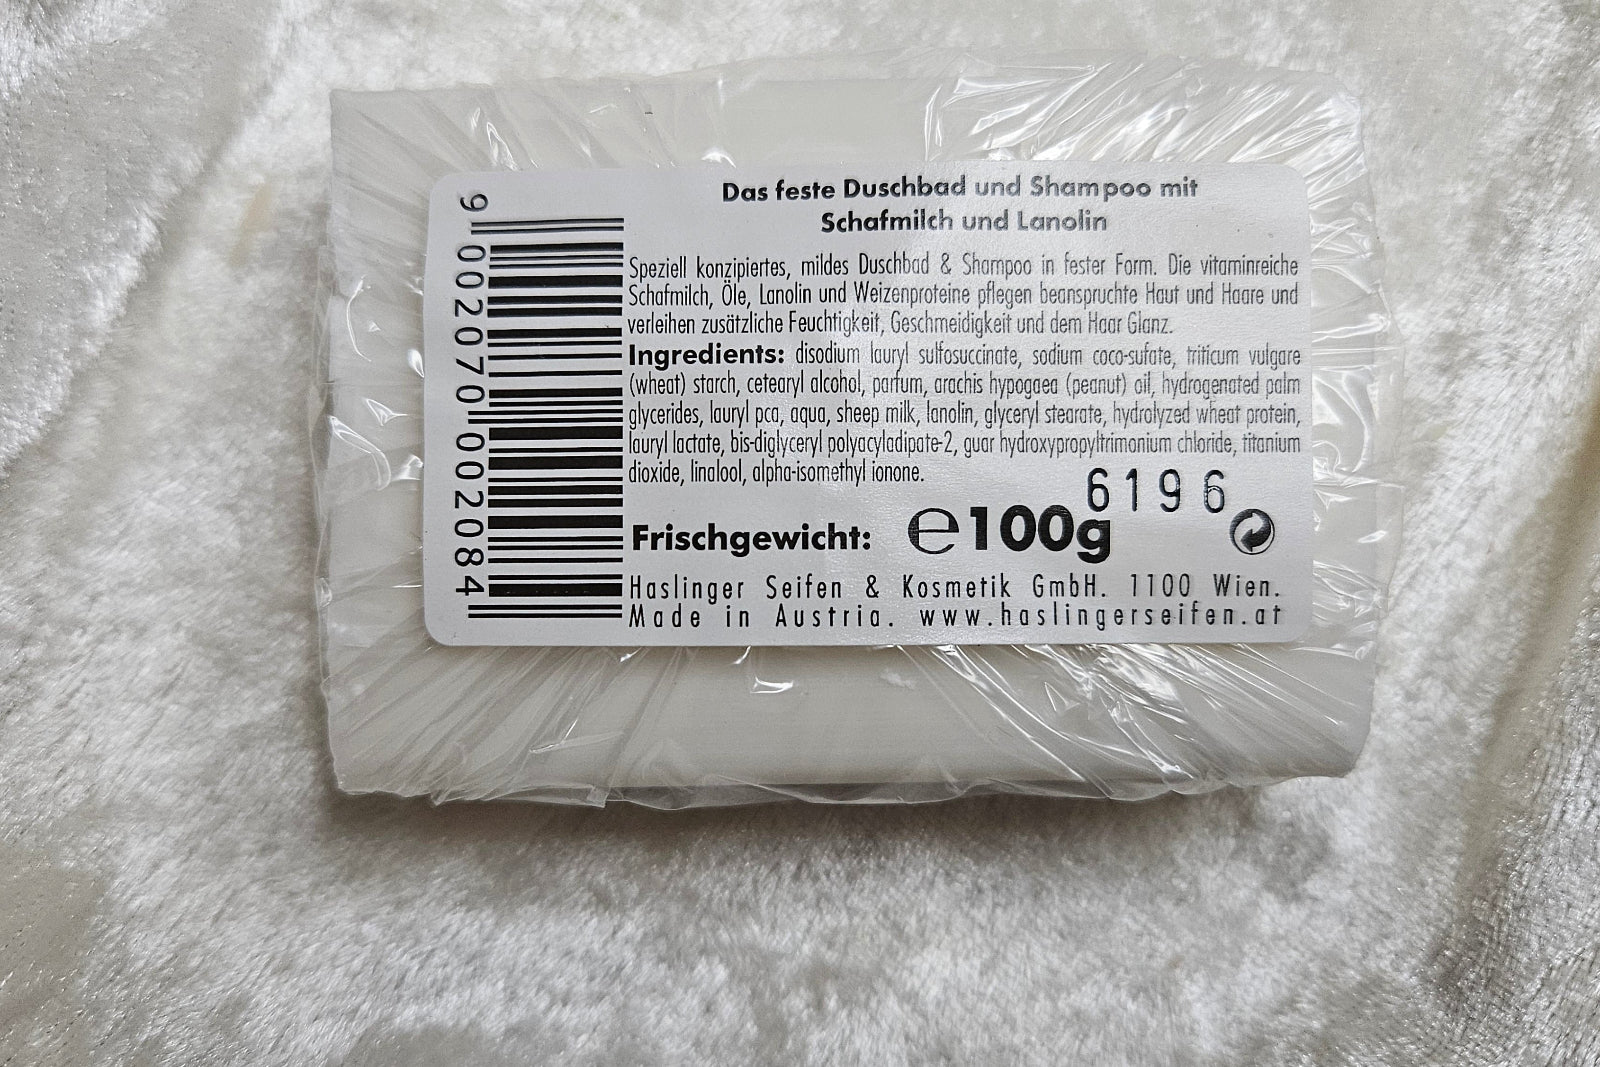 Das feste Duschbad und Shampoo mit
Schafmilch und Lanolin
Speziell konzipiertes, mildes Duschbad & Shampoo in fester Form. Die vitaminreiche
Schafmilch, Öle, Lanolin und Weizenproteine pflegen beanspruchte Haut und Haare und
verleihen zusätzliche Feuchtigkeit, Geschmeidigkeit und dem Haar Glanz.
Ingredients: disodium lauryl sulfosuccinate, sodium coco-sufate, triticum vulgare
(wheat) starch, cetearyl alcohol, parfum, arachis hypogaea (peanut) oil, hydrogenated palm
glycerides, lauryl pca, aqua, sheep milk, lanolin, glyceryl stearate, hydrolyzed wheat protein,
lauryl lactate, bis-diglyceryl polyacyladipate-2, guar hydroxypropyltrimonium chloride, titanium
dioxide, linalool, alpha-isomethyl ionone.
6196
Frischgewicht: ℮100g
Haslinger Seifen & Kosmetik GmbH. 1100 Wien.
Made in Austria. www.haslingerseifen.at
9 002070 002084